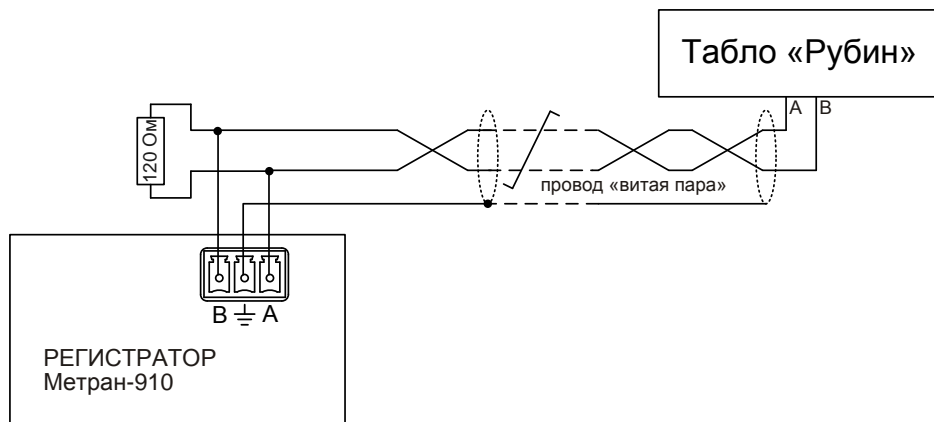 Табло «Рубин»
А В
120 Ом
провод «витая пара»
В А
РЕГИСТРАТОР
Метран-910